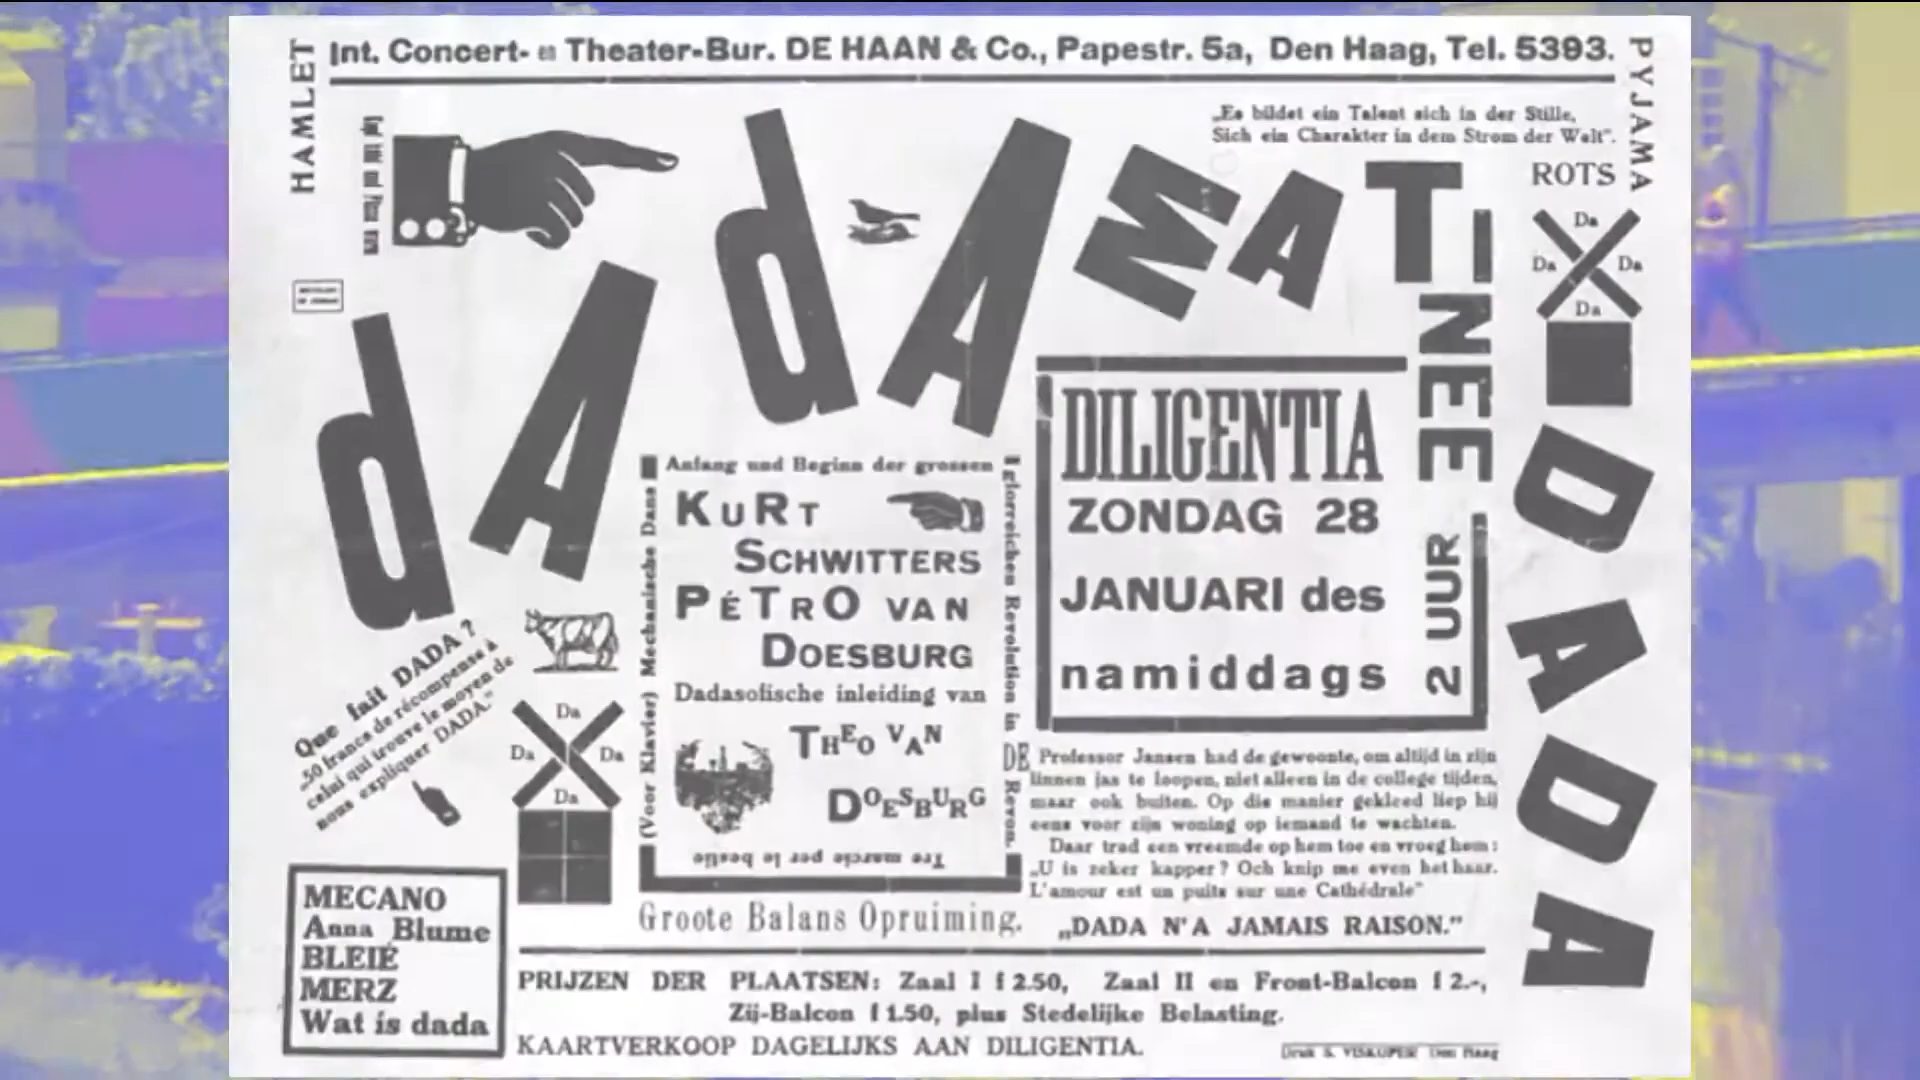 HAMLET
Int. Concert- en Theater-Bur. DE HAAN & Co., Papestr. 5a, Den Haag, Tel. 5393.
PYJAMA
„Es bildet ein Talent sich in der Stille,
Sich ein Charakter in dem Strom der Welt".
ROTS
dA dA MATINEE
Da
Da Da
Da
DADA
DILIGENTIA
ZONDAG 28
JANUARI des
namiddags
2 UUR
Anfang und Beginn der grossen
glorreichen Revolution in
Revon.
(Voor Klavier) Mechanische Dans
KURT
SCHWITTERS
PÉTRO VAN
DOESBURG
Dadasofische inleiding van
THEO VAN
DOESBURG
Tre marcie per le bestie
Que fait DADA?
„50 francs de récompense à
celui qui trouve le moyen de
nous expliquer DADA."
Da
Da Da
Da
DE Professor Jansen had de gewoonte, om altijd in zijn
linnen jas te loopen, niet alleen in de college tijden,
maar ook buiten. Op die manier gekleed liep hij
eens voor zijn woning op iemand te wachten.
Daar trad een vreemde op hem toe en vroeg hem:
„U is zeker kapper? Och knip me even het haar.
L'amour est un puits sur une Cathédrale"
Groote Balans Opruiming.
„DADA N'A JAMAIS RAISON."
MECANO
Anna Blume
BLEIE
MERZ
Wat is dada
PRIJZEN DER PLAATSEN: Zaal I f 2.50, Zaal II en Front-Balcon f 2.-,
Zij-Balcon f 1.50, plus Stedelijke Belasting.
KAARTVERKOOP DAGELIJKS AAN DILIGENTIA.
Druk S. Den Haag